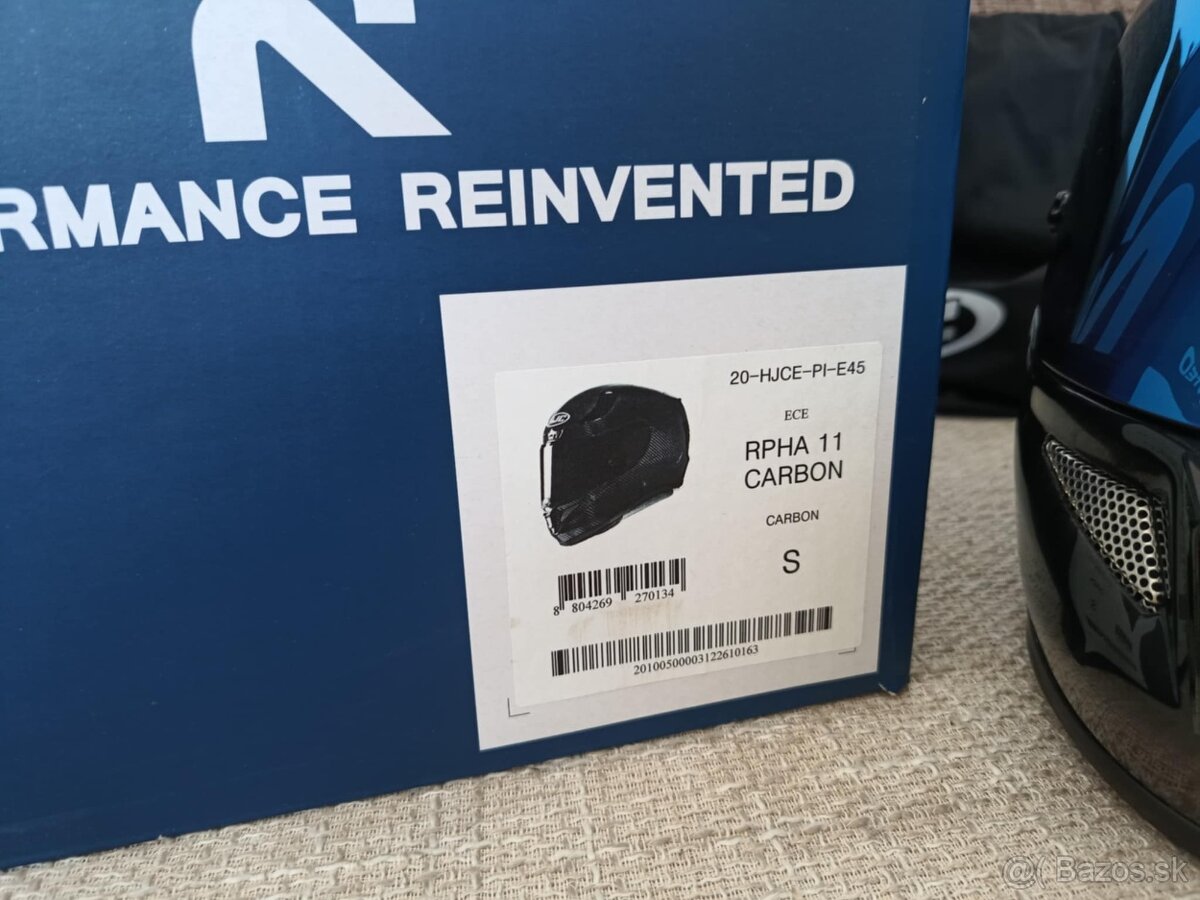 RMANCE REINVENTED
20-HJCE-PI-E45
ECE
RPHA 11
CARBON
CARBON
S
8 804269 270134
20100500003122610163
@( Bazos.sk